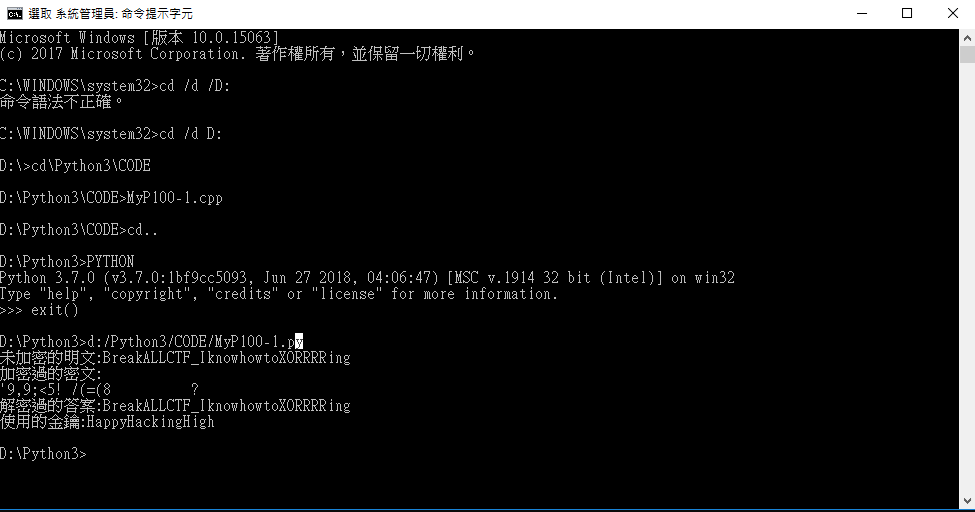 選取 系統管理員: 命令提示字元
Microsoft Windows [版本 10.0.15063]
(c) 2017 Microsoft Corporation. 著作權所有，並保留一切權利。
C:\WINDOWS\system32>cd /d /D:
命令語法不正確。
C:\WINDOWS\system32>cd /d D:
D:\>cd\Python3\CODE
D:\Python3\CODE>MyP100-1.cpp
D:\Python3\CODE>cd..
D:\Python3>PYTHON
Python 3.7.0 (v3.7.0:1bf9cc5093, Jun 27 2018, 04:06:47) [MSC v.1914 32 bit (Intel)] on win32
Type "help", "copyright", "credits" or "license" for more information.
>>> exit()
D:\Python3>d:/Python3/CODE/MyP100-1.py
未加密的明文:BreakALLCTF_IknowhowtoXORRRRing
加密過的密文:
'9,9;<5! /(=(8          ?
解密過的答案:BreakALLCTF_IknowhowtoXORRRRing
使用的金鑰:HappyHackingHigh
D:\Python3>